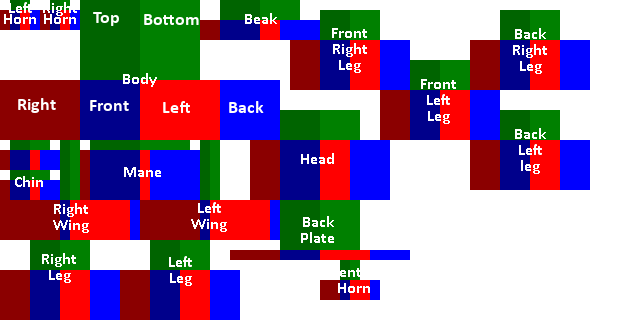 Left Right
Horn Horn
Top
Bottom
Beak
Front
Right
Leg
Back
Right
Leg
Body
Right
Front
Left
Back
Front
Left
Leg
Back
Left
leg
Chin
Mane
Head
Right
Wing
Left
Wing
Back
Plate
Right
Leg
Left
Leg
Horn